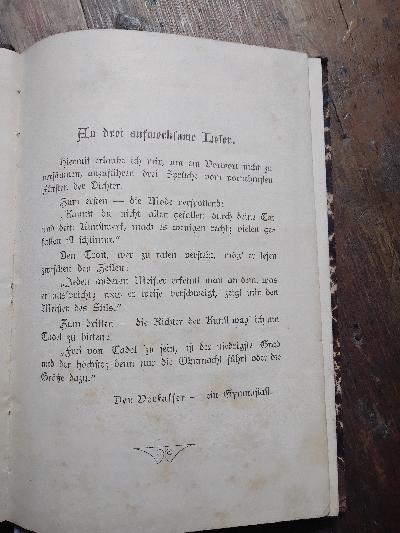 An drei aufmerksame Leser.
Hiermit erlaube ich mir, um ein Vorwort nicht zu
versäumen, anzuführen drei Sprüche vom vornehmsten
Fürsten der Dichter.
Zum ersten — die Mode verspottend:
„Kannst du nicht allen gefallen durch deine Tat
und dein Kunstwerk, mach es wenigen recht; vielen ge-
fallen ist schlimm.“
Den Trost, wer zu raten versteht, mög' er lesen
zwischen den Zeilen:
„Jeden anderen Meister erkennt man an dem, was
er ausspricht; was er weise verschweigt, zeigt mir den
Meister des Stils.“
Zum dritten — die Richter der Kunst wag' ich um
Tadel zu bitten:
„Frei von Tadel zu sein, ist der niedrigste Grad
und der höchste; denn nur die Ohnmacht führt oder die
Größe dazu.“
Der Verfasser — ein Gymnasiast.